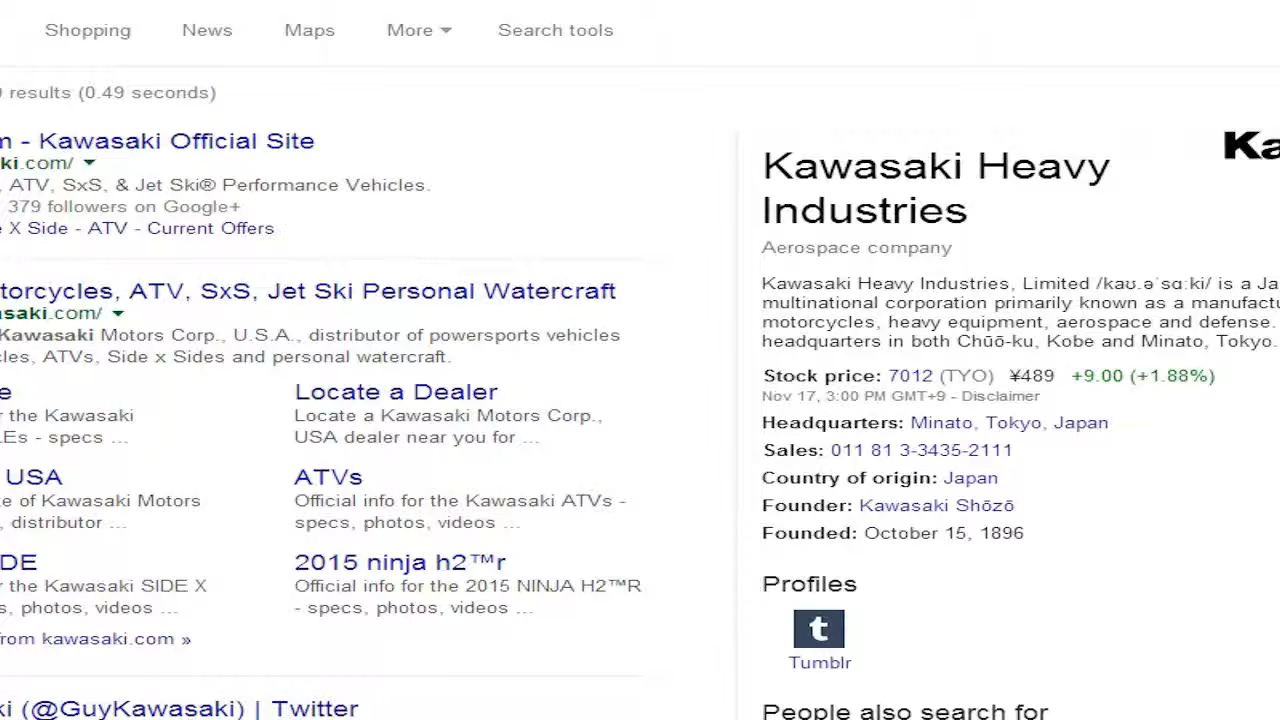 Shopping News Maps More Search tools
results (0.49 seconds)
- Kawasaki Official Site
ki.com/
, ATV, SxS, & Jet Ski® Performance Vehicles.
379 followers on Google+
X Side - ATV - Current Offers
torcycles, ATV, SxS, Jet Ski Personal Watercraft
saki.com/
Kawasaki Motors Corp., U.S.A., distributor of powersports vehicles
cles, ATVs, Side x Sides and personal watercraft.
e
r the Kawasaki
LEs - specs ...
Locate a Dealer
Locate a Kawasaki Motors Corp.,
USA dealer near you for ...
USA
e of Kawasaki Motors
, distributor ...
ATVs
Official info for the Kawasaki ATVs -
specs, photos, videos ...
DE
r the Kawasaki SIDE X
s, photos, videos ...
2015 ninja h2™r
Official info for the 2015 NINJA H2™R
- specs, photos, videos ...
from kawasaki.com »
ki (@GuyKawasaki) | Twitter
Ka
Kawasaki Heavy
Industries
Aerospace company
Kawasaki Heavy Industries, Limited /kaʊ.əˈsɑːki/ is a Ja
multinational corporation primarily known as a manufactu
motorcycles, heavy equipment, aerospace and defense.
headquarters in both Chūō-ku, Kobe and Minato, Tokyo.
Stock price: 7012 (TYO) ¥489 +9.00 (+1.88%)
Nov 17, 3:00 PM GMT+9 - Disclaimer
Headquarters: Minato, Tokyo, Japan
Sales: 011 81 3-3435-2111
Country of origin: Japan
Founder: Kawasaki Shōzō
Founded: October 15, 1896
Profiles
t
Tumblr
People also search for